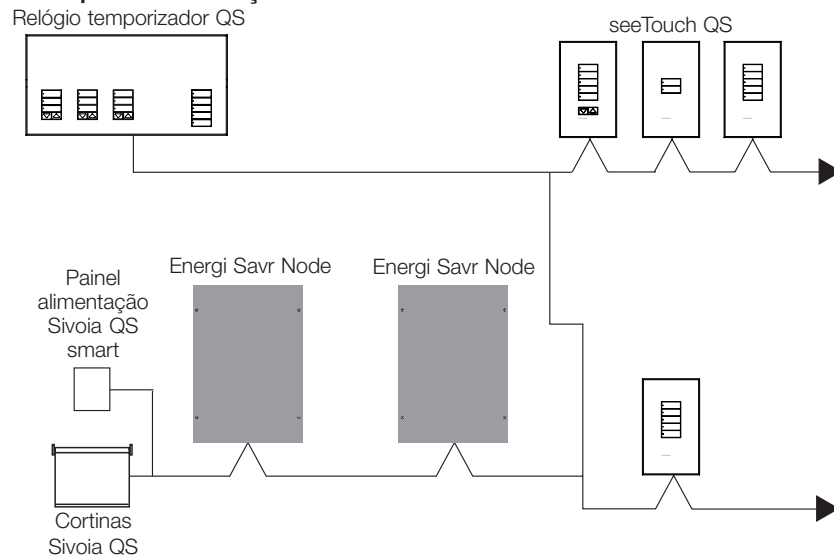 Relógio temporizador QS
seeTouch QS
Energi Savr Node
Energi Savr Node
Painel
alimentação
Sivoia QS
smart
Cortinas
Sivoia QS